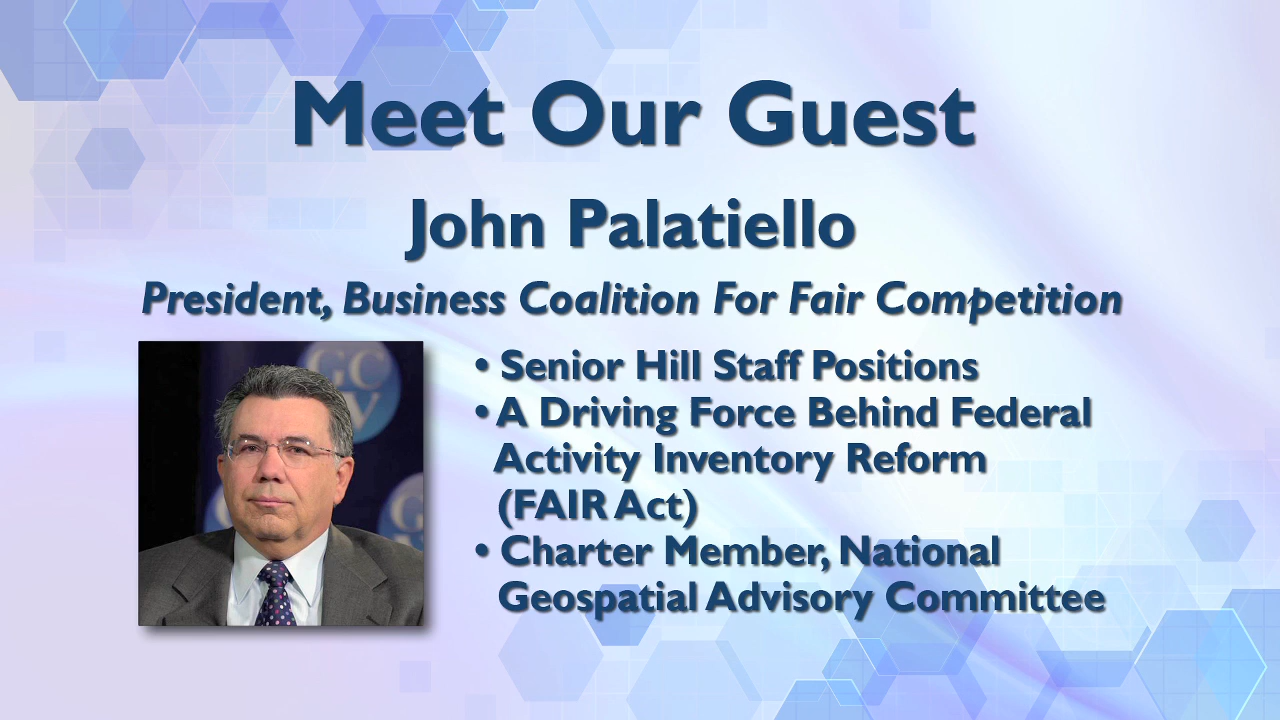 Meet Our Guest
John Palatiello
President, Business Coalition For Fair Competition
• Senior Hill Staff Positions
• A Driving Force Behind Federal
Activity Inventory Reform
(FAIR Act)
• Charter Member, National
Geospatial Advisory Committee